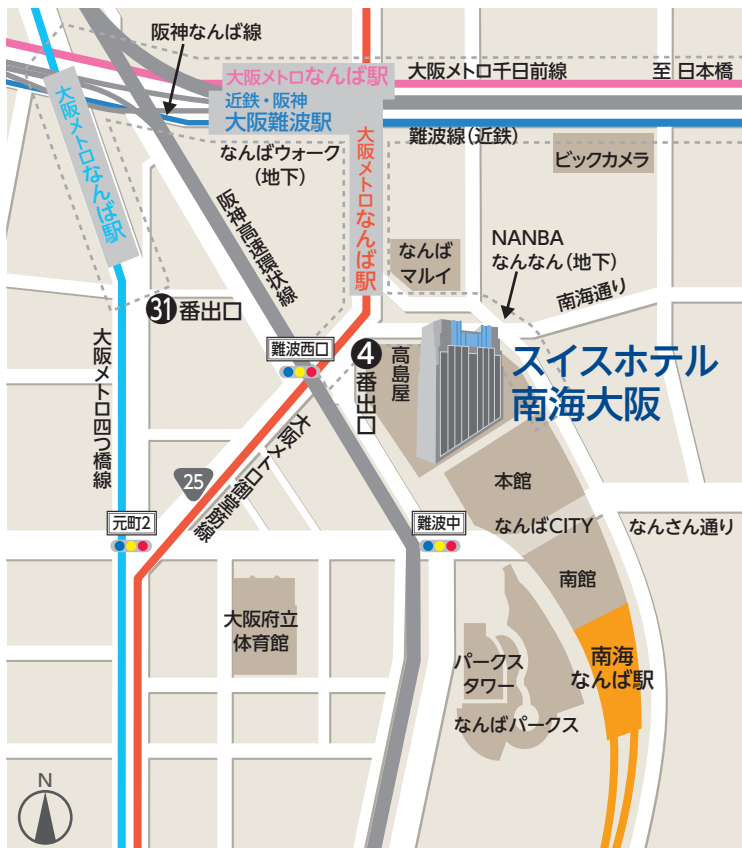 阪神なんば線
大阪メトロなんば駅
大阪メトロ千日前線
至 日本橋
近鉄・阪神
大阪難波駅
難波線(近鉄)
なんばウォーク
(地下)
ビックカメラ
大阪メトロなんば駅
大阪メトロなんば駅
阪神高速環状線
なんば
マルイ
NANBA
なんなん(地下)
南海通り
31番出口
難波西口
4番出口
高島屋
スイスホテル
南海大阪
大阪メトロ四つ橋線
大阪メトロ御堂筋線
25
本館
元町2
難波中
なんばCITY
なんさん通り
南館
大阪府立
体育館
南海
なんば駅
パークス
タワー
なんばパークス
N